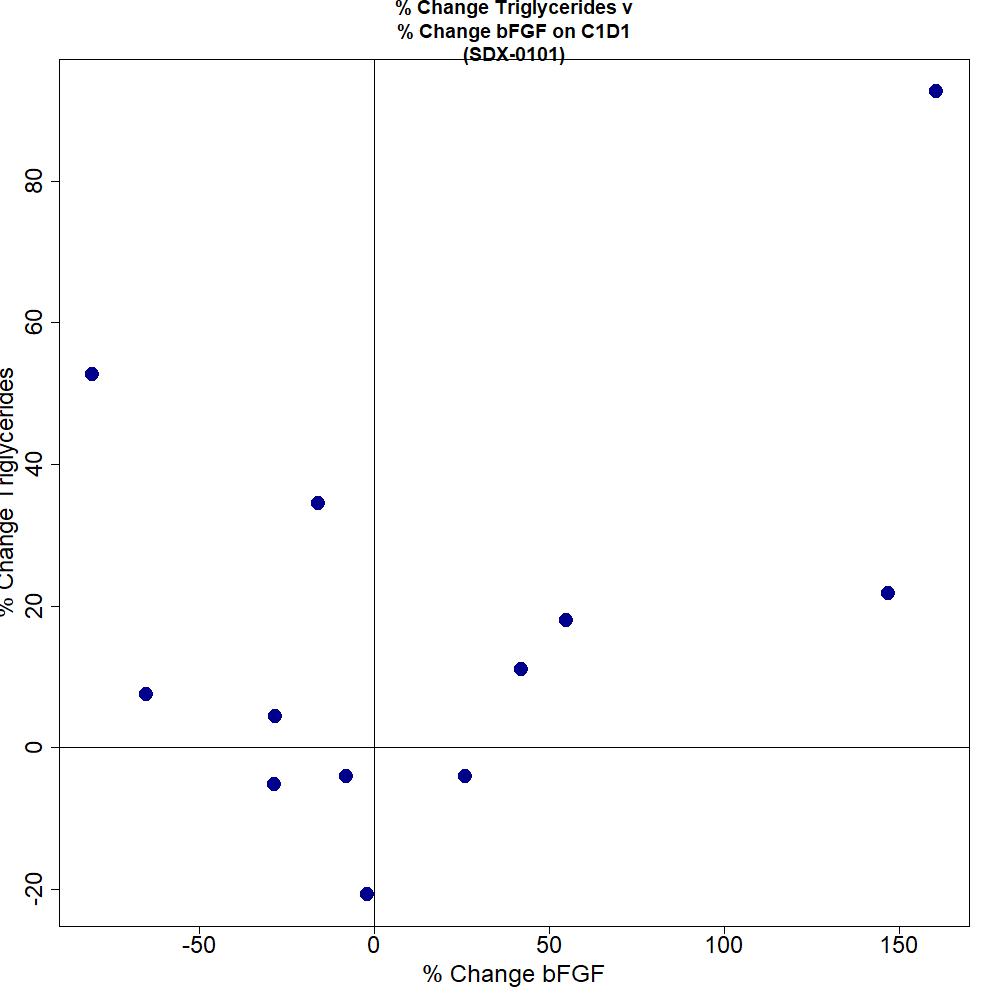 % Change Triglycerides v
% Change bFGF on C1D1
(SDX-0101)
% Change Triglycerides
80
60
40
20
0
-20
-50 0 50 100 150
% Change bFGF